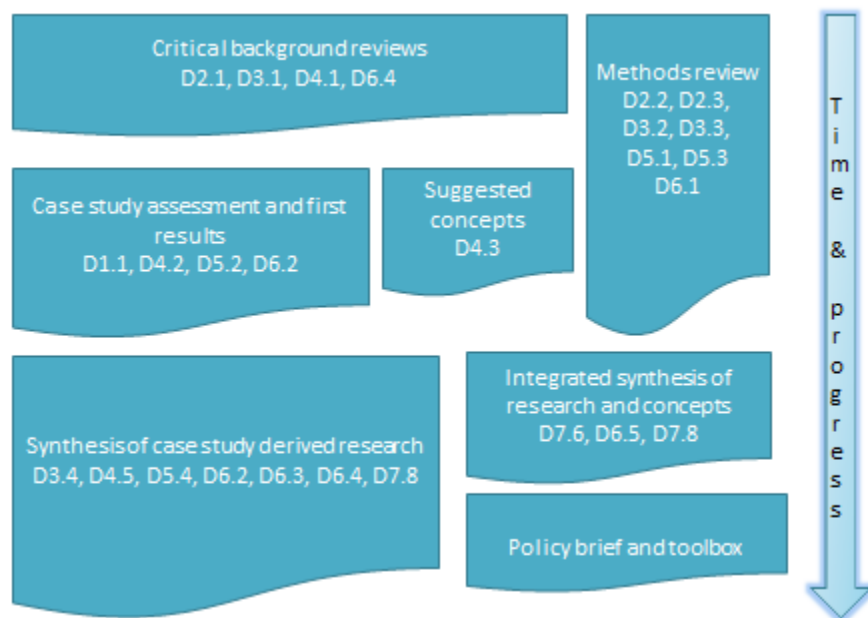 Critical background reviews
D2.1, D3.1, D4.1, D6.4
Methods review
D2.2, D2.3,
D3.2, D3.3,
D5.1, D5.3
D6.1
Case study assessment and first
results
D1.1, D4.2, D5.2, D6.2
Suggested
concepts
D4.3
Synthesis of case study derived research
D3.4, D4.5, D5.4, D6.2, D6.3, D6.4, D7.8
Integrated synthesis of
research and concepts
D7.6, D6.5, D7.8
Policy brief and toolbox
Time & progress